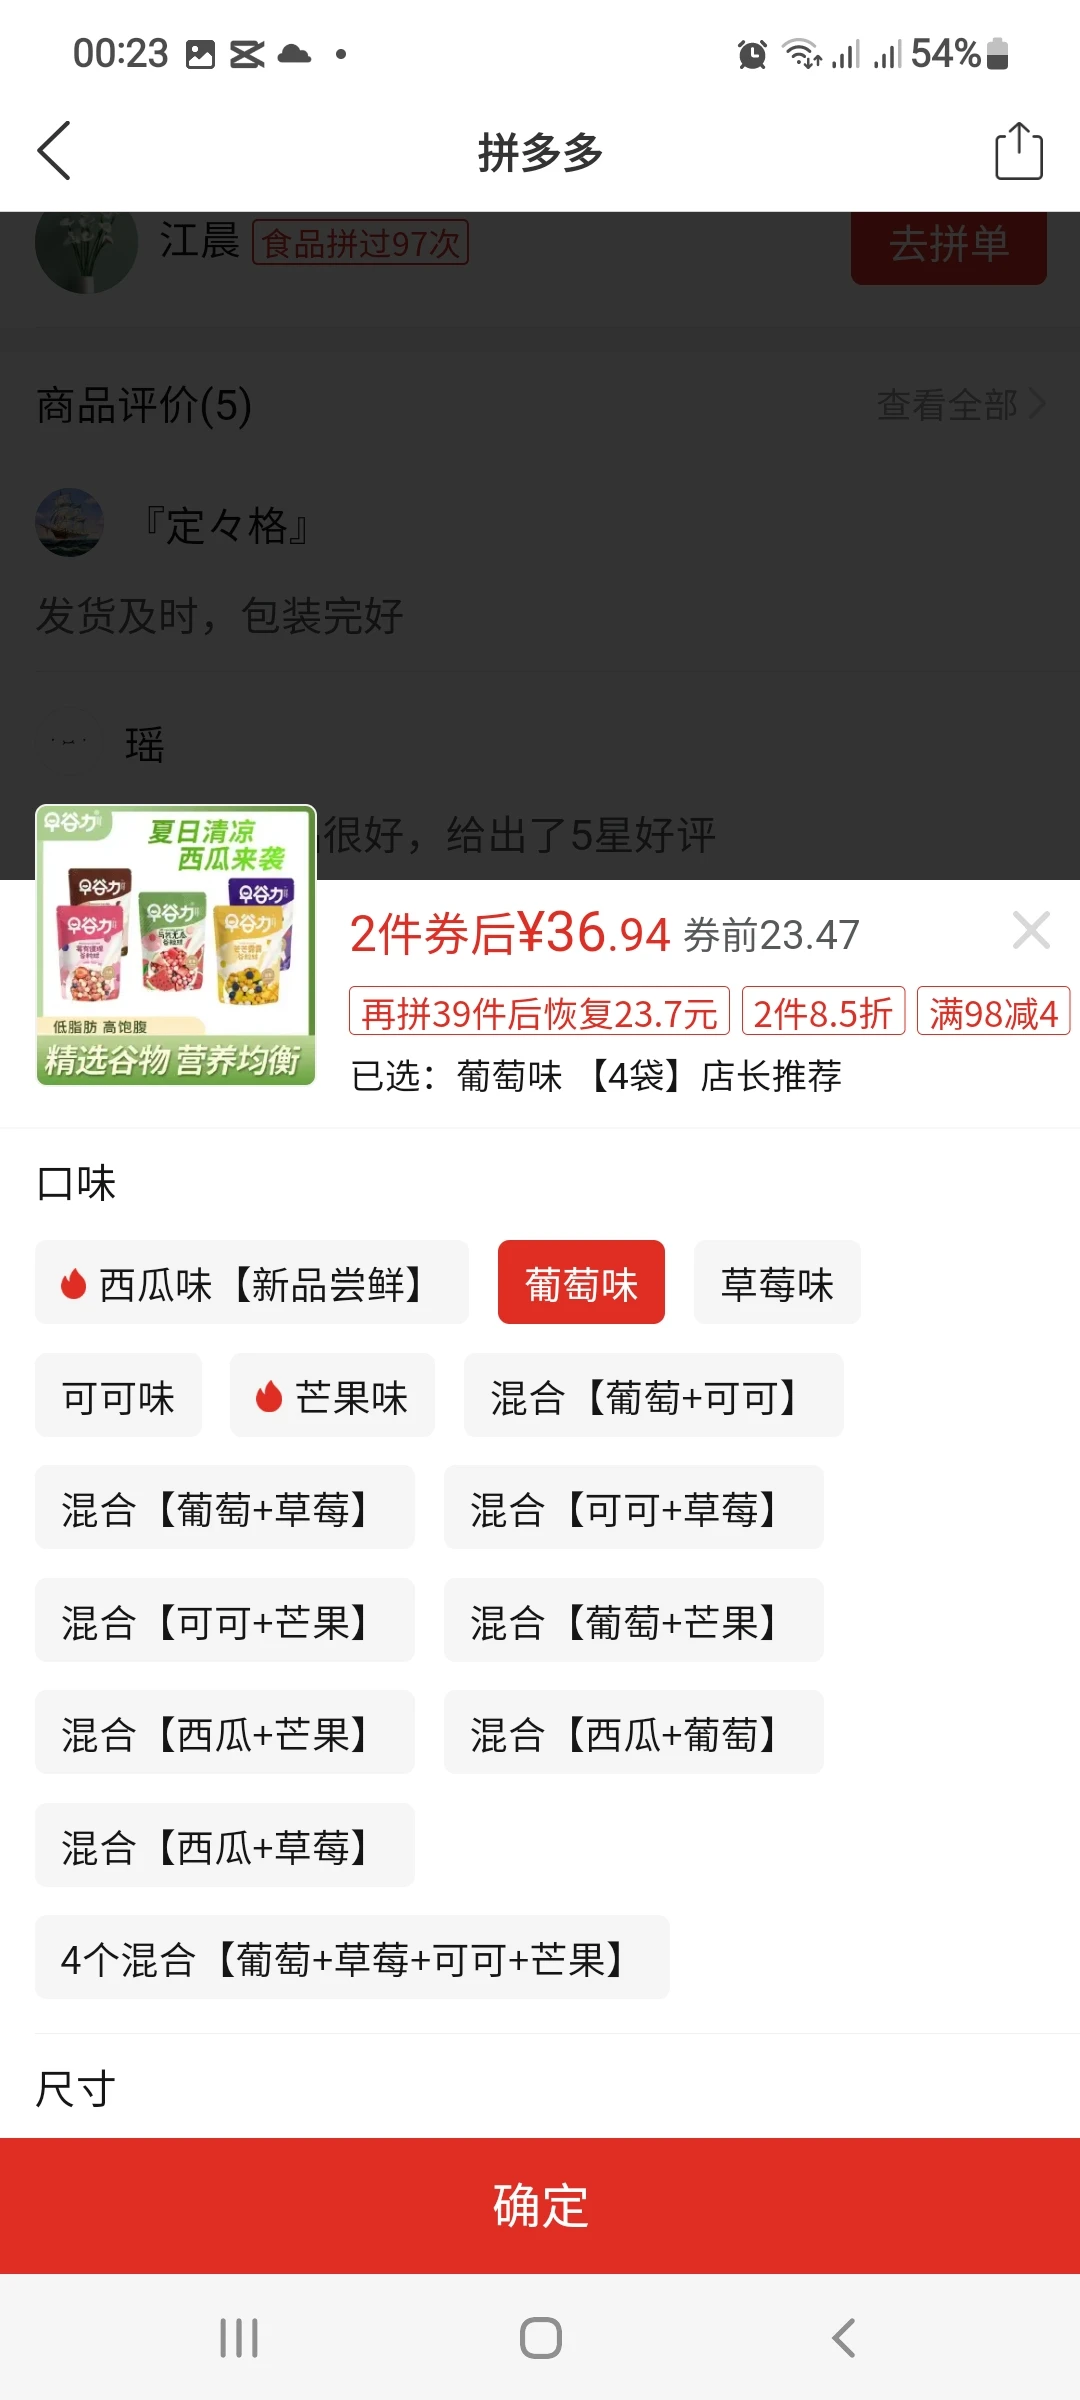 00:23
54%
拼多多
江晨 食品拼过97次 去拼单
商品评价(5) 查看全部
『定々格』
发货及时，包装完好
瑶
很好，给出了5星好评
早谷力
夏日清凉
西瓜来袭
早谷力 早谷力
早谷力 早谷力 早谷力
低脂肪 高饱腹
精选谷物 营养均衡
2件券后¥36.94 券前23.47
再拼39件后恢复23.7元 2件8.5折 满98减4
已选：葡萄味 【4袋】店长推荐
口味
西瓜味【新品尝鲜】 葡萄味 草莓味
可可味 芒果味 混合【葡萄+可可】
混合【葡萄+草莓】 混合【可可+草莓】
混合【可可+芒果】 混合【葡萄+芒果】
混合【西瓜+芒果】 混合【西瓜+葡萄】
混合【西瓜+草莓】
4个混合【葡萄+草莓+可可+芒果】
尺寸
确定